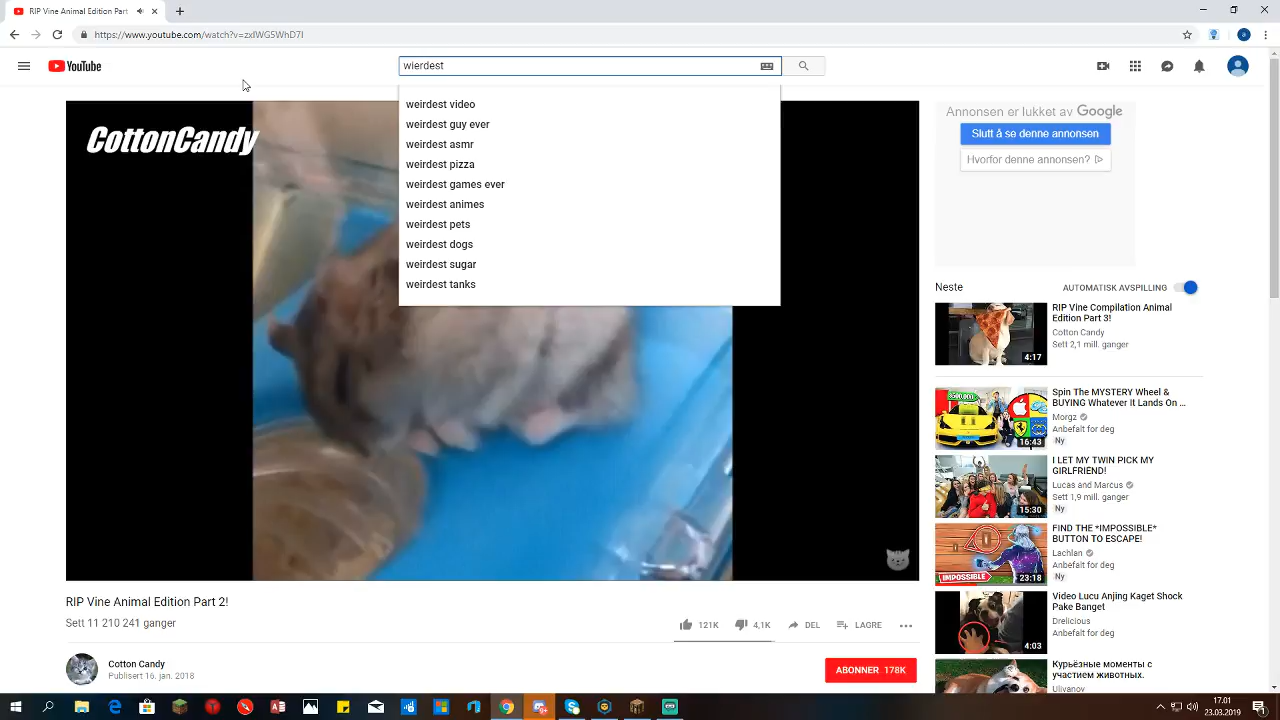 RIP Vine Animal Edition Part
https://www.youtube.com/watch?v=zxIWG5WhD7I
YouTube
wierdest
weirdest video
weirdest guy ever
weirdest asmr
weirdest pizza
weirdest games ever
weirdest animes
weirdest pets
weirdest dogs
weirdest sugar
weirdest tanks
CottonCandy
Annonsen er lukket av Google
Slutt å se denne annonsen
Hvorfor denne annonsen?
Neste
AUTOMATISK AVSPILLING
RIP Vine Compilation Animal
Edition Part 3!
Cotton Candy
Sett 2,1 mill. ganger
4:17
Spin The MYSTERY Wheel &
BUYING Whatever It Lands On ...
Morgz
Anbefalt for deg
Ny
16:43
I LET MY TWIN PICK MY
GIRLFRIEND!
Lucas and Marcus
Sett 1,9 mill. ganger
Ny
15:30
FIND THE *IMPOSSIBLE*
BUTTON TO ESCAPE!
Lachlan
Anbefalt for deg
Ny
IMPOSSIBLE
23:18
Video Lucu Anjing Kaget Shock
Pake Banget
Drelicious
Anbefalt for deg
4:03
Курьёзные моменты с
участием животных.
Ulivanov
RIP Vine Animal Edition Part 2!
Sett 11 210 241 ganger
121K
4,1K
DEL
LAGRE
Cotton Candy
Publisert 16. jan. 2018
ABONNER 178K
17.01
23.03.2019